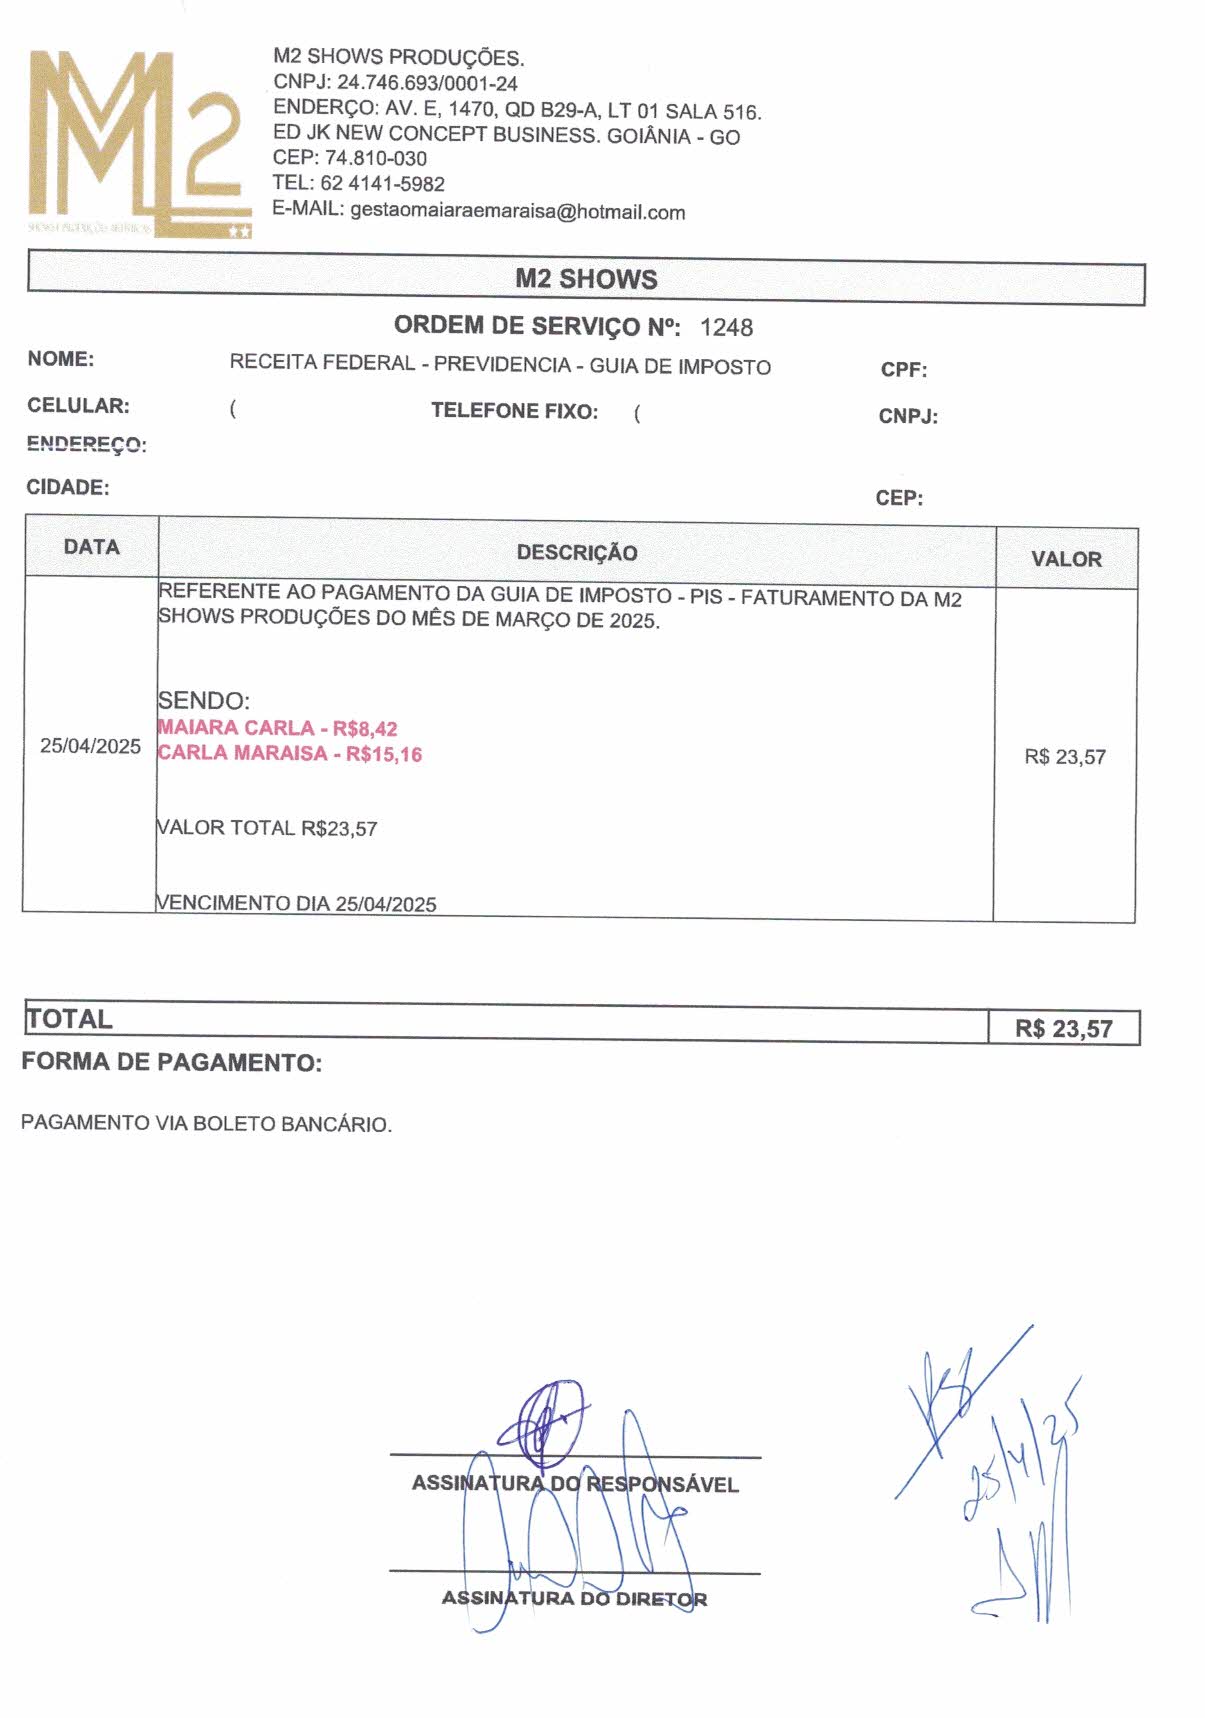 M2
M2 SHOWS PRODUÇÕES.
CNPJ: 24.746.693/0001-24
ENDERÇO: AV. E, 1470, QD B29-A, LT 01 SALA 516.
ED JK NEW CONCEPT BUSINESS. GOIÂNIA - GO
CEP: 74.810-030
TEL: 62 4141-5982
E-MAIL: gestaomaiaraemaraisa@hotmail.com
M2 SHOWS
ORDEM DE SERVIÇO Nº: 1248
NOME: RECEITA FEDERAL - PREVIDENCIA - GUIA DE IMPOSTO CPF:
CELULAR: ( TELEFONE FIXO: ( CNPJ:
ENDEREÇO:
CIDADE: CEP:
DATA DESCRIÇÃO VALOR
REFERENTE AO PAGAMENTO DA GUIA DE IMPOSTO - PIS - FATURAMENTO DA M2
SHOWS PRODUÇÕES DO MÊS DE MARÇO DE 2025.
SENDO:
MAIARA CARLA - R$8,42
25/04/2025 CARLA MARAISA - R$15,16 R$ 23,57
VALOR TOTAL R$23,57
VENCIMENTO DIA 25/04/2025
TOTAL R$ 23,57
FORMA DE PAGAMENTO:
PAGAMENTO VIA BOLETO BANCÁRIO.
25/4/25
ASSINATURA DO RESPONSÁVEL
ASSINATURA DO DIRETOR